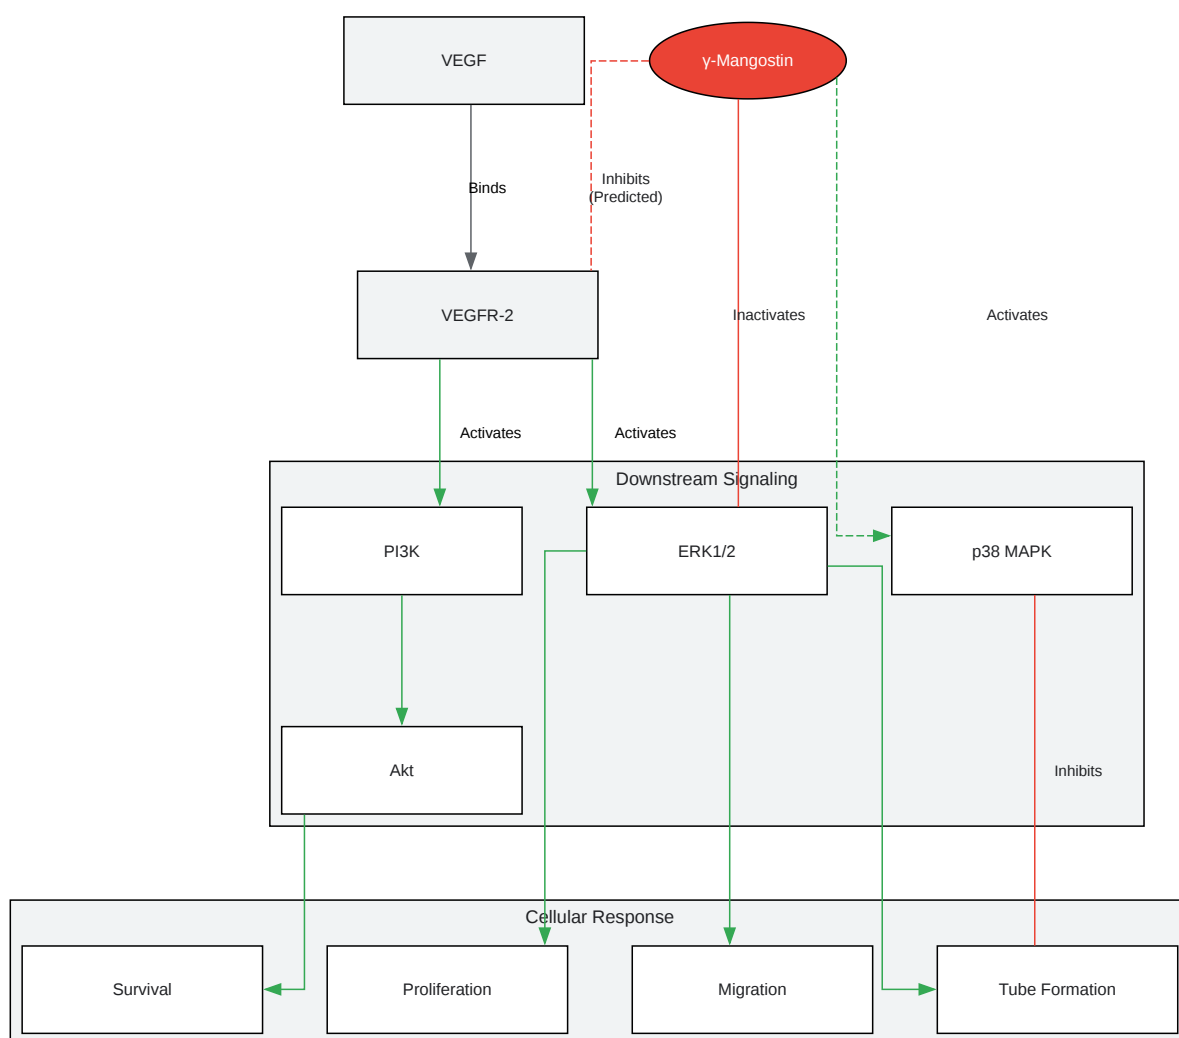 VEGF
γ-Mangostin
Binds
Inhibits
(Predicted)
VEGFR-2
Inactivates
Activates
Activates
Activates
Downstream Signaling
PI3K
ERK1/2
p38 MAPK
Akt
Inhibits
Cellular Response
Survival
Proliferation
Migration
Tube Formation